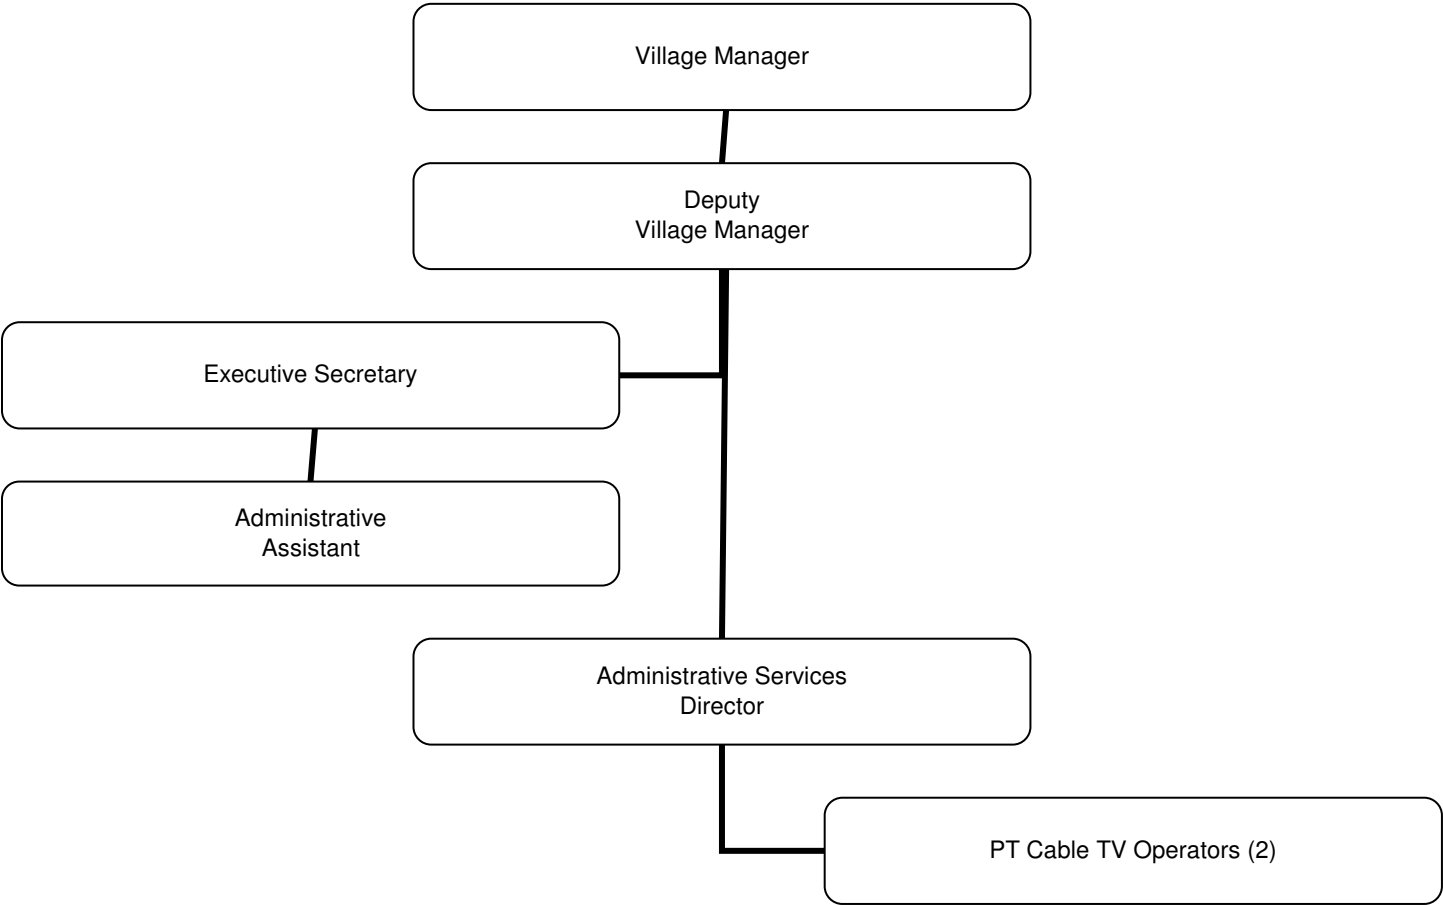 Village Manager
Deputy
Village Manager
Executive Secretary
Administrative
Assistant
Administrative Services
Director
PT Cable TV Operators (2)